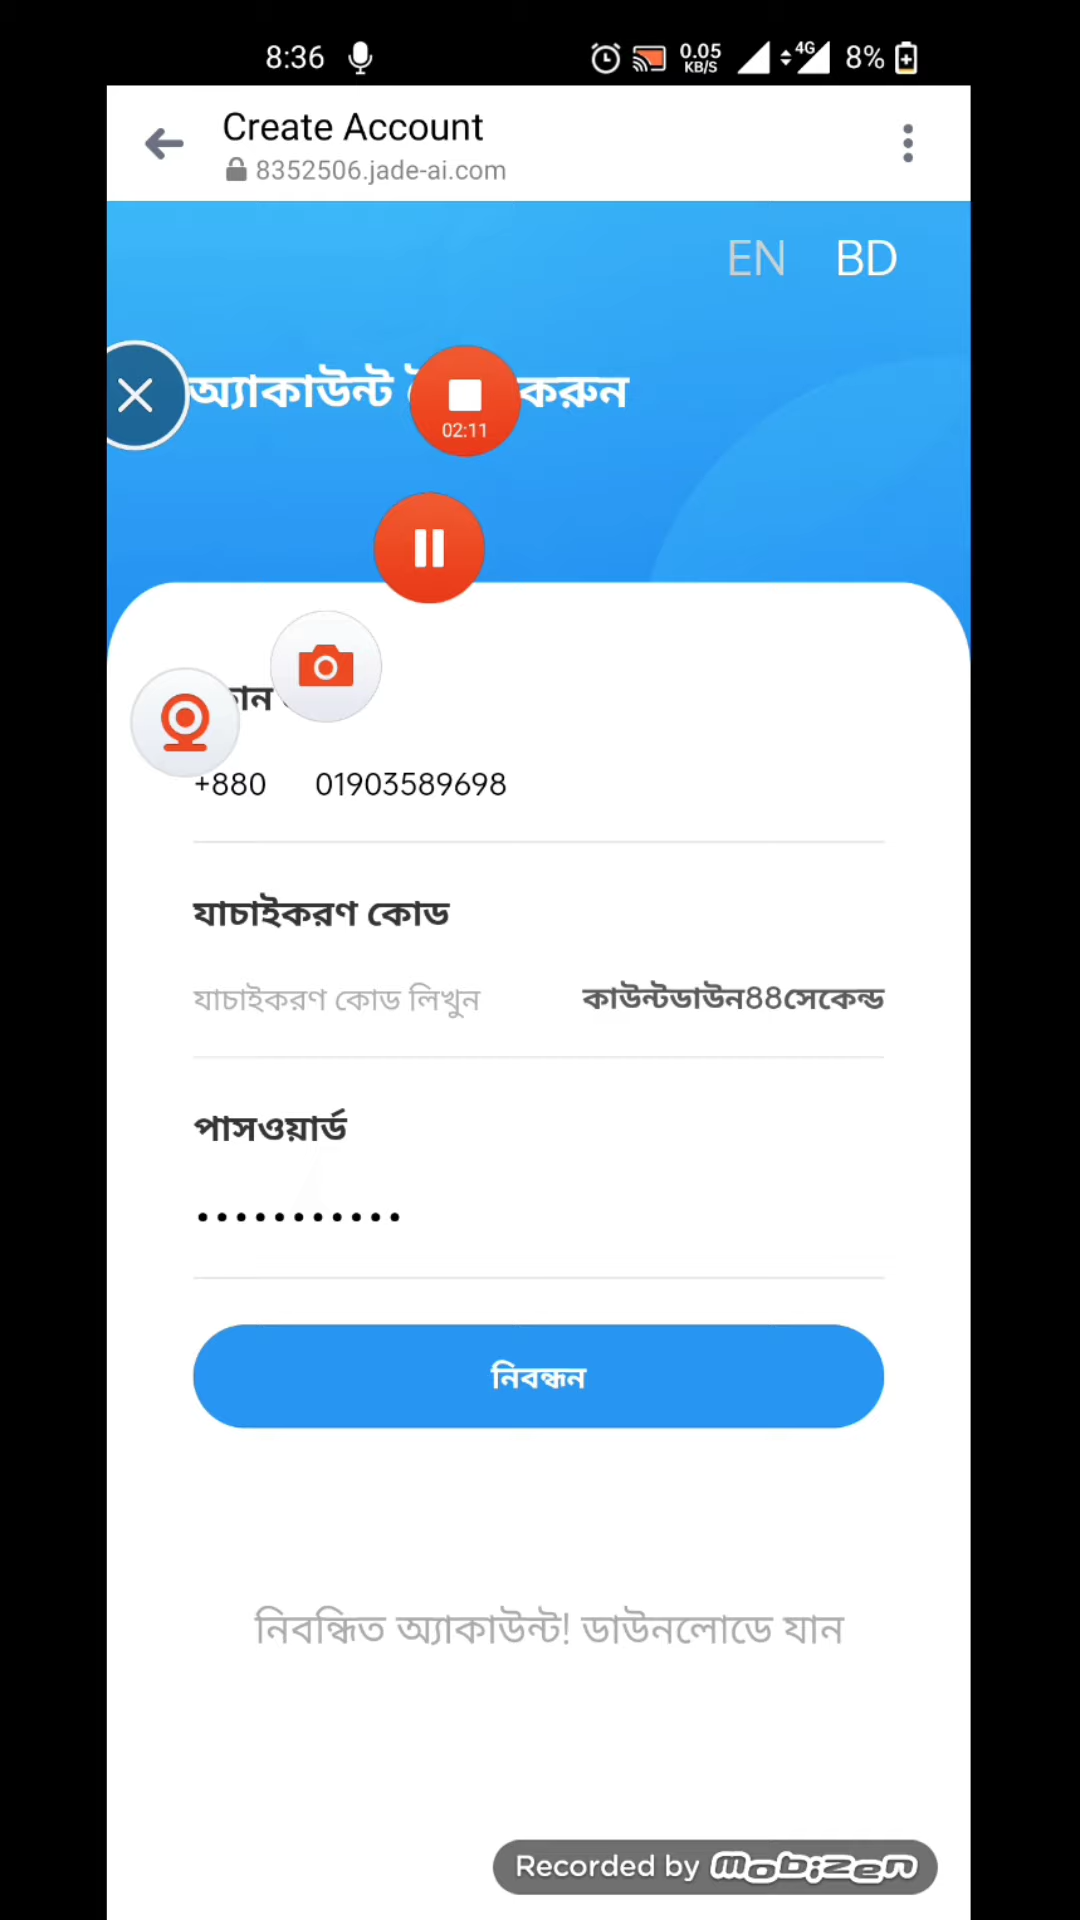 8:36 0.05 KB/S 4G 8%
Create Account
8352506.jade-ai.com
EN BD
অ্যাকাউন্ট করুন
02:11
+880 01903589698
যাচাইকরণ কোড
যাচাইকরণ কোড লিখুন কাউন্টডাউন88সেকেন্ড
পাসওয়ার্ড
নিবন্ধন
নিবন্ধিত অ্যাকাউন্ট! ডাউনলোডে যান
Recorded by mobizen